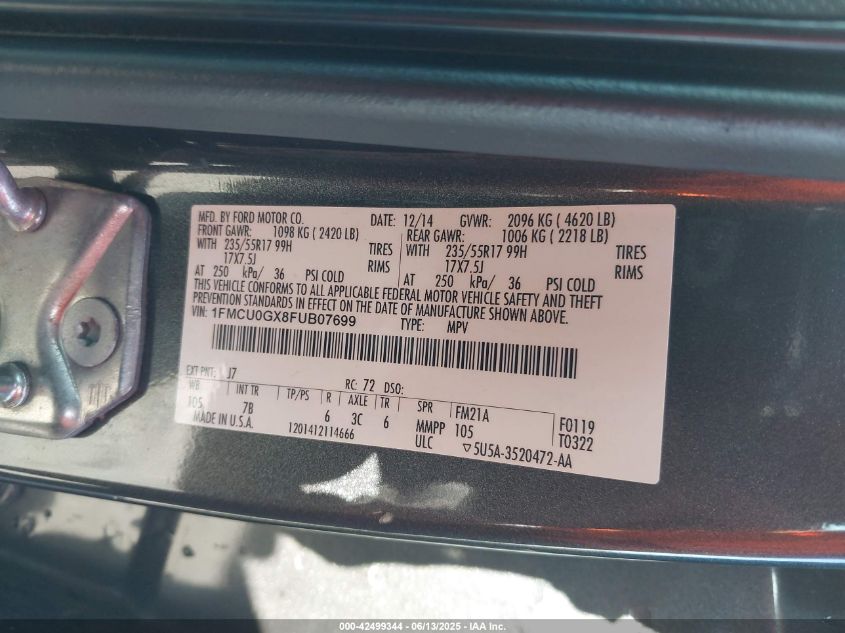 MFD. BY FORD MOTOR CO. DATE: 12/14 GVWR: 2096 KG ( 4620 LB)
FRONT GAWR: 1098 KG ( 2420 LB) REAR GAWR: 1006 KG ( 2218 LB)
WITH 235/55R17 99H TIRES WITH 235/55R17 99H TIRES
17X7.5J RIMS 17X7.5J RIMS
AT 250 kPa/ 36 PSI COLD AT 250 kPa/ 36 PSI COLD
THIS VEHICLE CONFORMS TO ALL APPLICABLE FEDERAL MOTOR VEHICLE SAFETY AND THEFT
PREVENTION STANDARDS IN EFFECT ON THE DATE OF MANUFACTURE SHOWN ABOVE.
VIN: 1FMCU0GX8FUB07699 TYPE: MPV
EXT PNT: J7 RC: 72 DSO:
WB INT TR TP/PS R AXLE TR SPR FM21A F0119
J05 7B 6 3C 6 MMPP 105 T0322
MADE IN U.S.A. 1201412114666 ULC ▽5U5A-3520472-AA
000-42499344 | 06/13/2025 - IAA Inc.